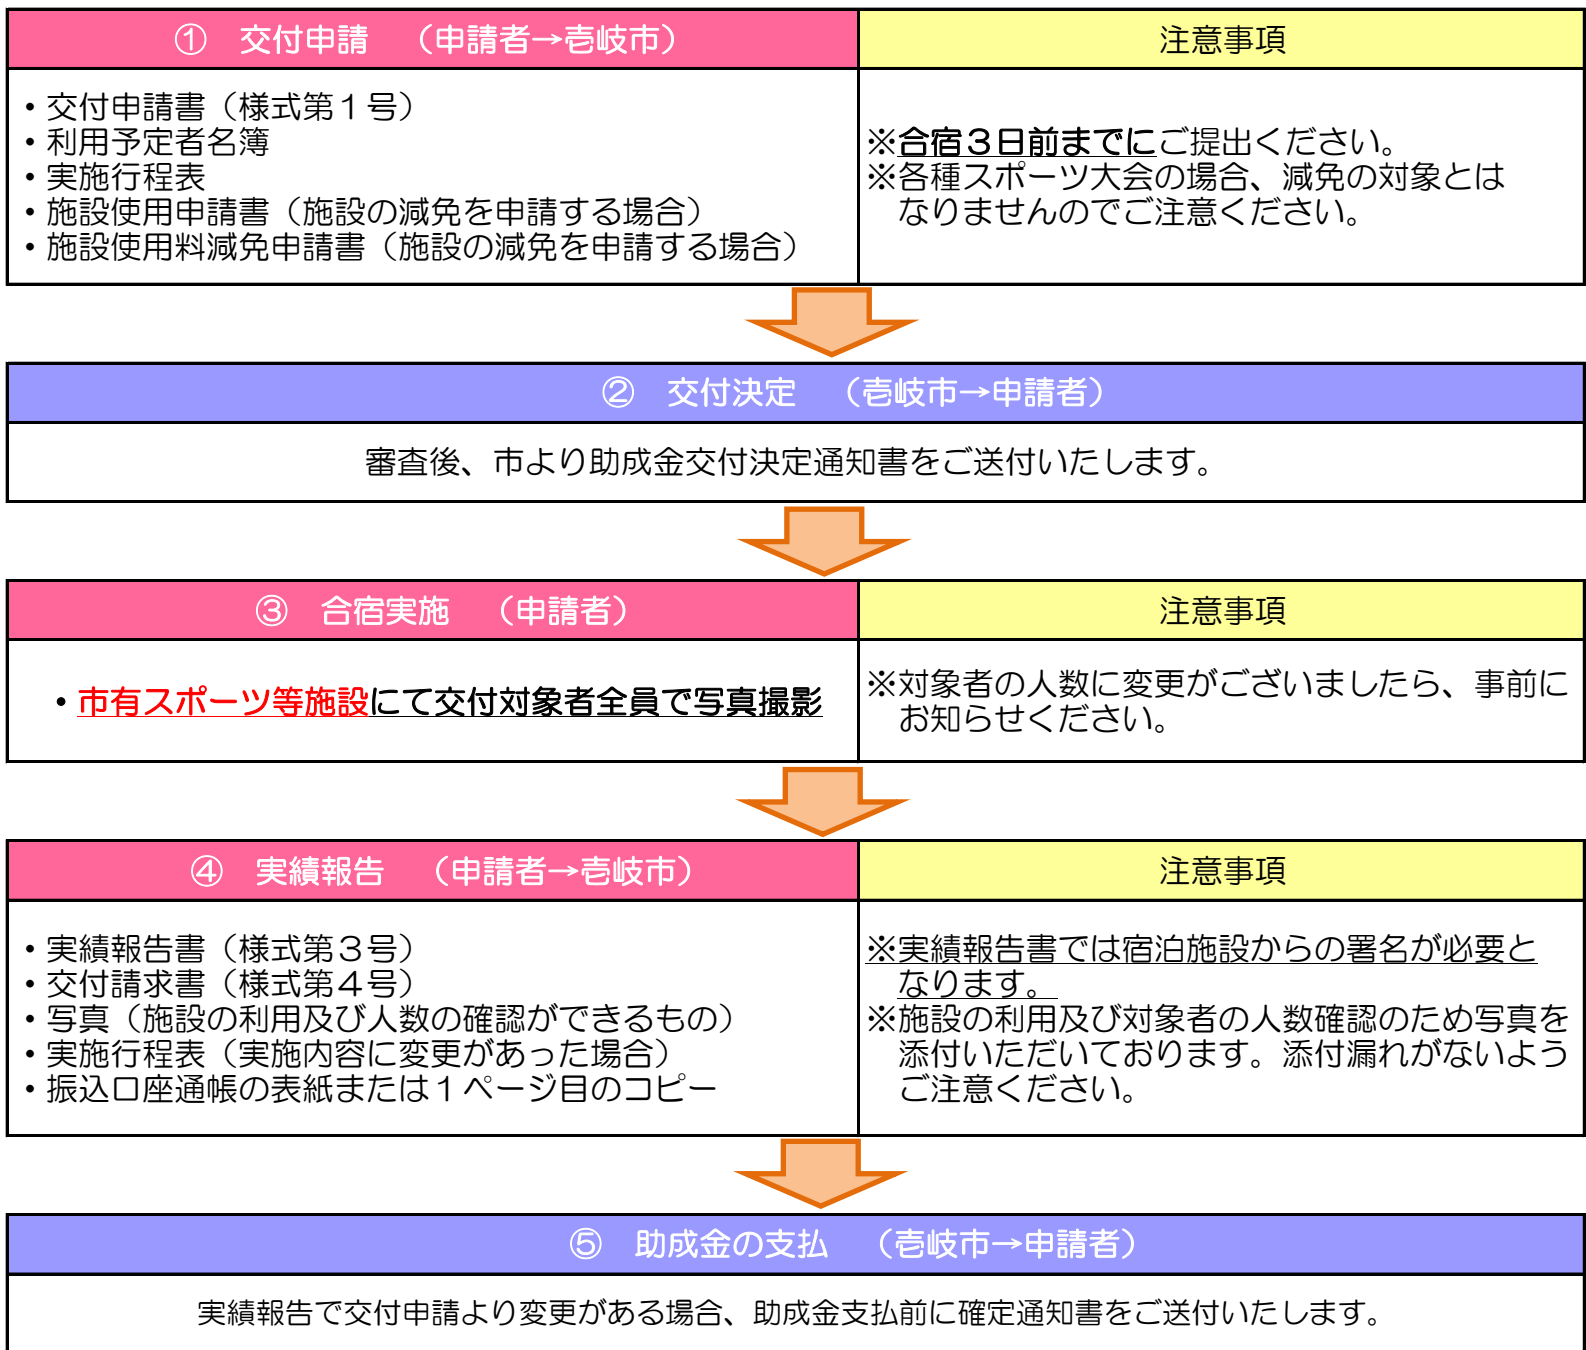 ① 交付申請 （申請者→壱岐市）
注意事項
・交付申請書（様式第１号）
・利用予定者名簿
・実施行程表
・施設使用申請書（施設の減免を申請する場合）
・施設使用料減免申請書（施設の減免を申請する場合）
※合宿３日前までにご提出ください。
※各種スポーツ大会の場合、減免の対象とは
なりませんのでご注意ください。
② 交付決定 （壱岐市→申請者）
審査後、市より助成金交付決定通知書をご送付いたします。
③ 合宿実施 （申請者）
注意事項
・市有スポーツ等施設にて交付対象者全員で写真撮影
※対象者の人数に変更がございましたら、事前に
お知らせください。
④ 実績報告 （申請者→壱岐市）
注意事項
・実績報告書（様式第３号）
・交付請求書（様式第４号）
・写真（施設の利用及び人数の確認ができるもの）
・実施行程表（実施内容に変更があった場合）
・振込口座通帳の表紙または１ページ目のコピー
※実績報告書では宿泊施設からの署名が必要と
なります。
※施設の利用及び対象者の人数確認のため写真を
添付いただいております。添付漏れがないよう
ご注意ください。
⑤ 助成金の支払 （壱岐市→申請者）
実績報告で交付申請より変更がある場合、助成金支払前に確定通知書をご送付いたします。